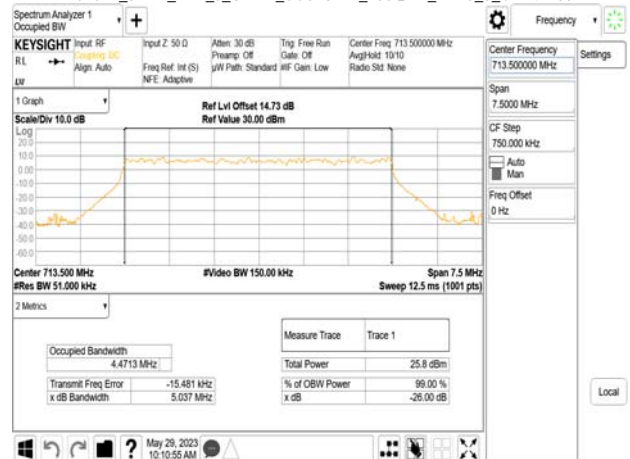 Spectrum Analyzer 1
Occupied BW
Frequency
KEYSIGHT
RL
LW
Input: RF
Coupling: DC
Align: Auto
Input Z: 50 Ω
Freq Ref: Int (S)
NFE: Adaptive
Atten: 30 dB
Preamp: Off
µW Path: Standard
Trig: Free Run
Gate: Off
#IF Gain: Low
Center Freq: 713.500000 MHz
Avg|Hold: 10/10
Radio Std: None
Center Frequency
713.500000 MHz
Settings
Span
7.5000 MHz
CF Step
750.000 kHz
Auto
Man
Freq Offset
0 Hz
Local
1 Graph
Scale/Div 10.0 dB
Ref Lvl Offset 14.73 dB
Ref Value 30.00 dBm
Log
20.0
10.0
0.00
-10.0
-20.0
-30.0
-40.0
-50.0
-60.0
Center 713.500 MHz
#Res BW 51.000 kHz
#Video BW 150.00 kHz
Span 7.5 MHz
Sweep 12.5 ms (1001 pts)
2 Metrics
Measure Trace Trace 1
Occupied Bandwidth
4.4713 MHz
Total Power 25.8 dBm
Transmit Freq Error -15.481 kHz
% of OBW Power 99.00 %
x dB Bandwidth 5.037 MHz
x dB -26.00 dB
May 29, 2023
10:10:55 AM